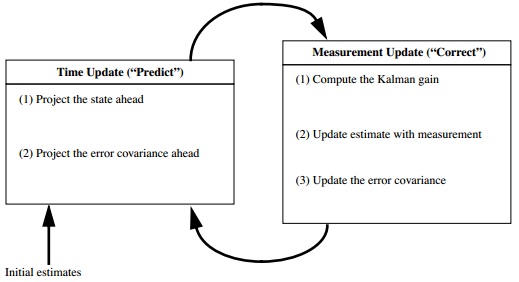 Time Update (“Predict”)
(1) Project the state ahead
(2) Project the error covariance ahead
Measurement Update (“Correct”)
(1) Compute the Kalman gain
(2) Update estimate with measurement
(3) Update the error covariance
Initial estimates